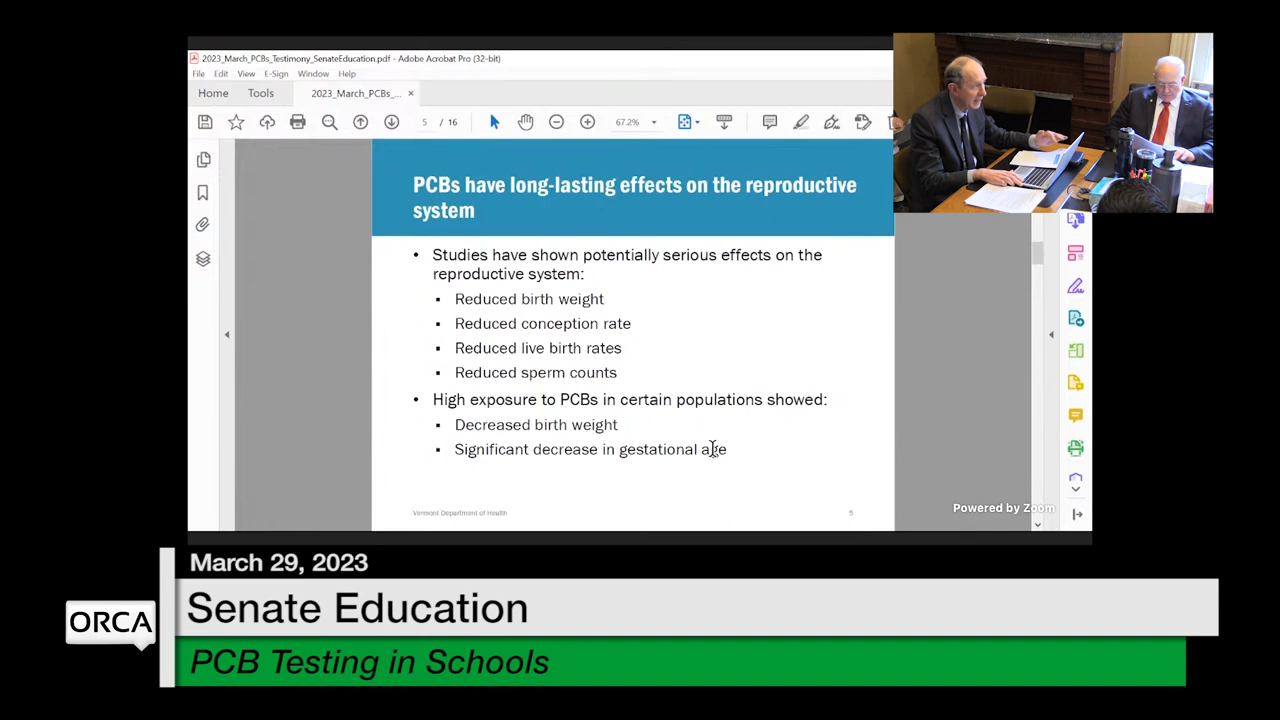 2023_March_PCBs_Testimony_SenateEducation.pdf - Adobe Acrobat Pro (32-bit)
File Edit View E-Sign Window Help
Home Tools 2023_March_PCBs_... ×
5 / 16 67.2%
PCBs have long-lasting effects on the reproductive
system
• Studies have shown potentially serious effects on the
reproductive system:
▪ Reduced birth weight
▪ Reduced conception rate
▪ Reduced live birth rates
▪ Reduced sperm counts
• High exposure to PCBs in certain populations showed:
▪ Decreased birth weight
▪ Significant decrease in gestational age
Vermont Department of Health 5
Powered by Zoom
March 29, 2023
Senate Education
ORCA
PCB Testing in Schools